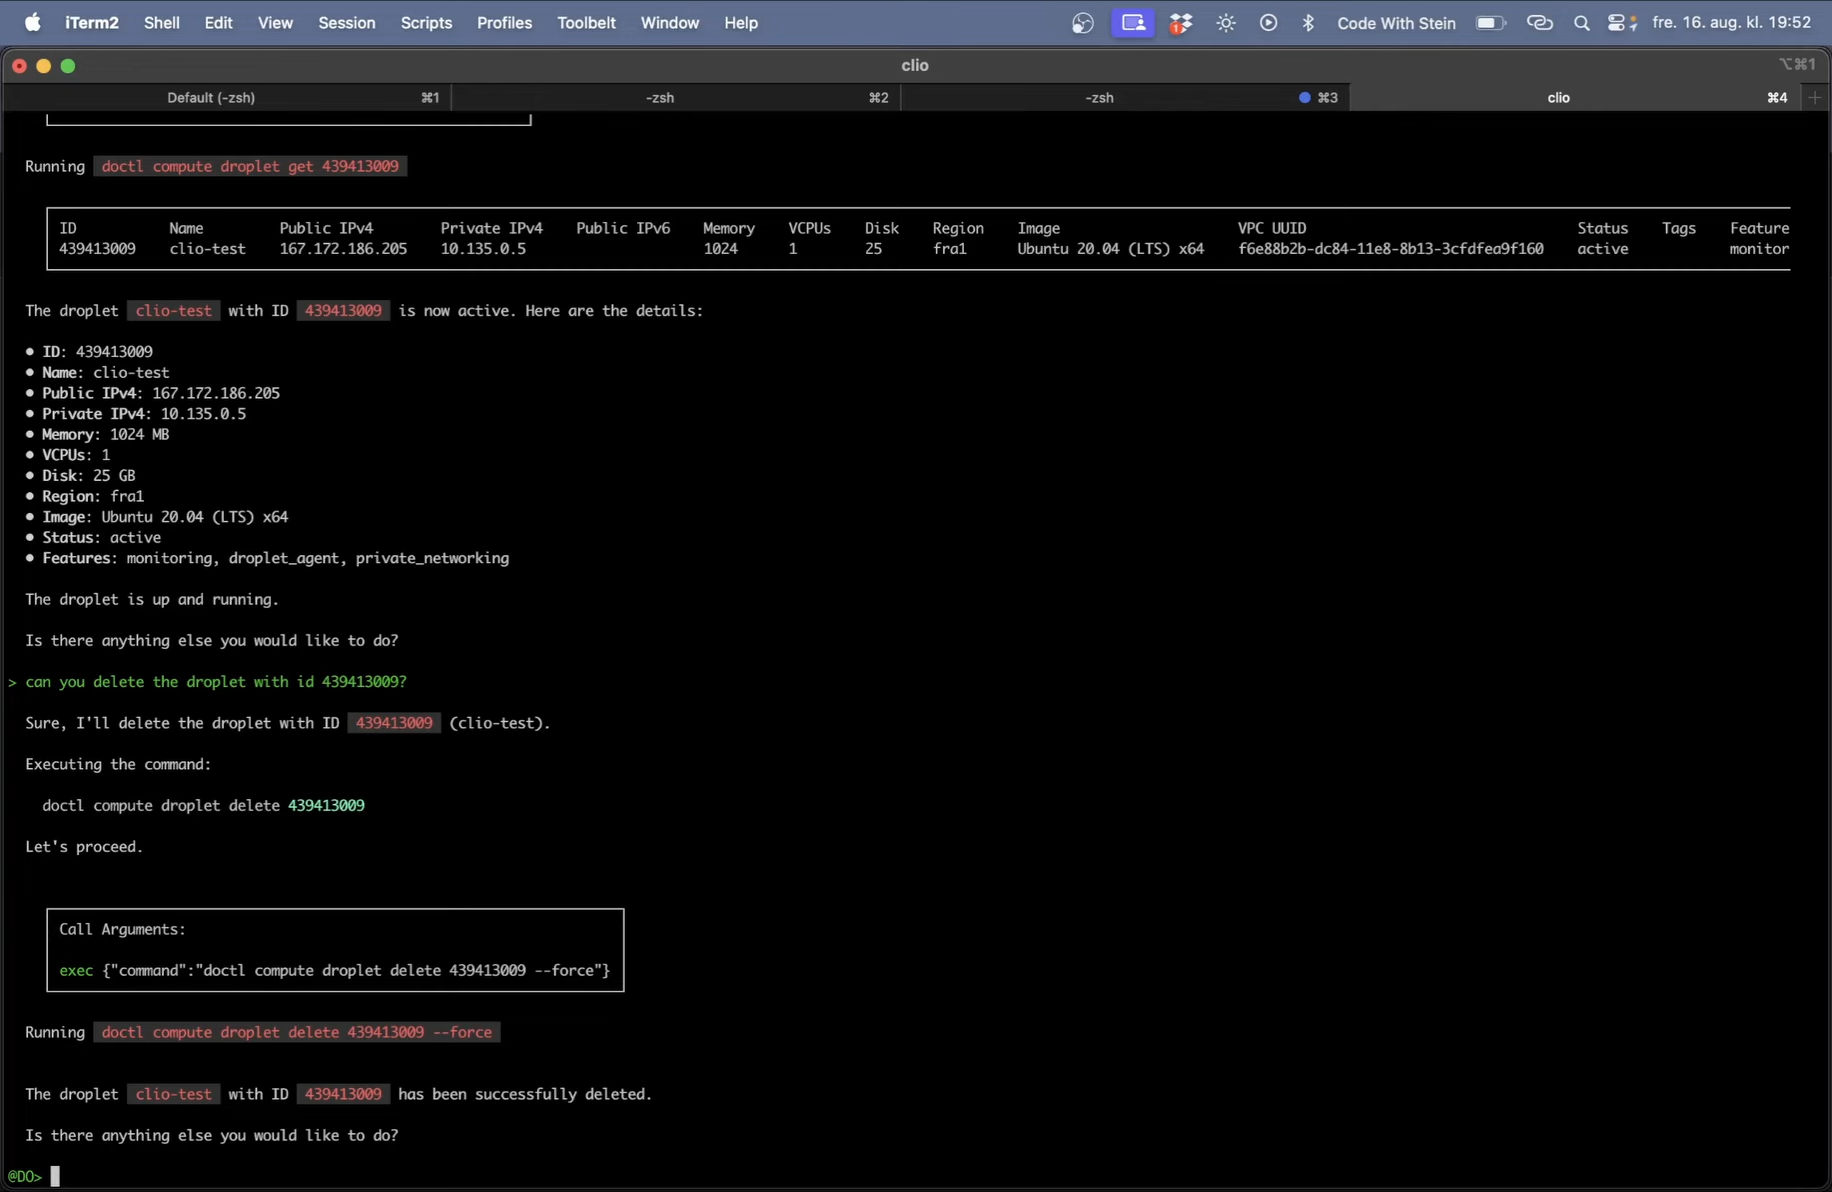 iTerm2 Shell Edit View Session Scripts Profiles Toolbelt Window Help 1 Code With Stein fre. 16. aug. kl. 19:52
clio ⌥⌘1
Default (-zsh) ⌘1 -zsh ⌘2 -zsh ⌘3 clio ⌘4 +
Running doctl compute droplet get 439413009
ID Name Public IPv4 Private IPv4 Public IPv6 Memory VCPUs Disk Region Image VPC UUID Status Tags Feature
439413009 clio-test 167.172.186.205 10.135.0.5 1024 1 25 fra1 Ubuntu 20.04 (LTS) x64 f6e88b2b-dc84-11e8-8b13-3cfdfea9f160 active monitor
The droplet clio-test with ID 439413009 is now active. Here are the details:
• ID: 439413009
• Name: clio-test
• Public IPv4: 167.172.186.205
• Private IPv4: 10.135.0.5
• Memory: 1024 MB
• VCPUs: 1
• Disk: 25 GB
• Region: fra1
• Image: Ubuntu 20.04 (LTS) x64
• Status: active
• Features: monitoring, droplet_agent, private_networking
The droplet is up and running.
Is there anything else you would like to do?
> can you delete the droplet with id 439413009?
Sure, I'll delete the droplet with ID 439413009 (clio-test).
Executing the command:
doctl compute droplet delete 439413009
Let's proceed.
Call Arguments:
exec {"command":"doctl compute droplet delete 439413009 --force"}
Running doctl compute droplet delete 439413009 --force
The droplet clio-test with ID 439413009 has been successfully deleted.
Is there anything else you would like to do?
@DO>